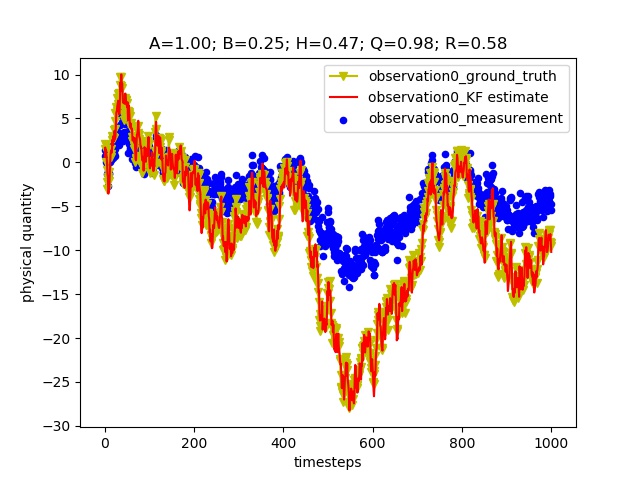 A=1.00; B=0.25; H=0.47; Q=0.98; R=0.58
observation0_ground_truth
observation0_KF estimate
observation0_measurement
physical quantity
10
5
0
−5
−10
−15
−20
−25
−30
0 200 400 600 800 1000
timesteps